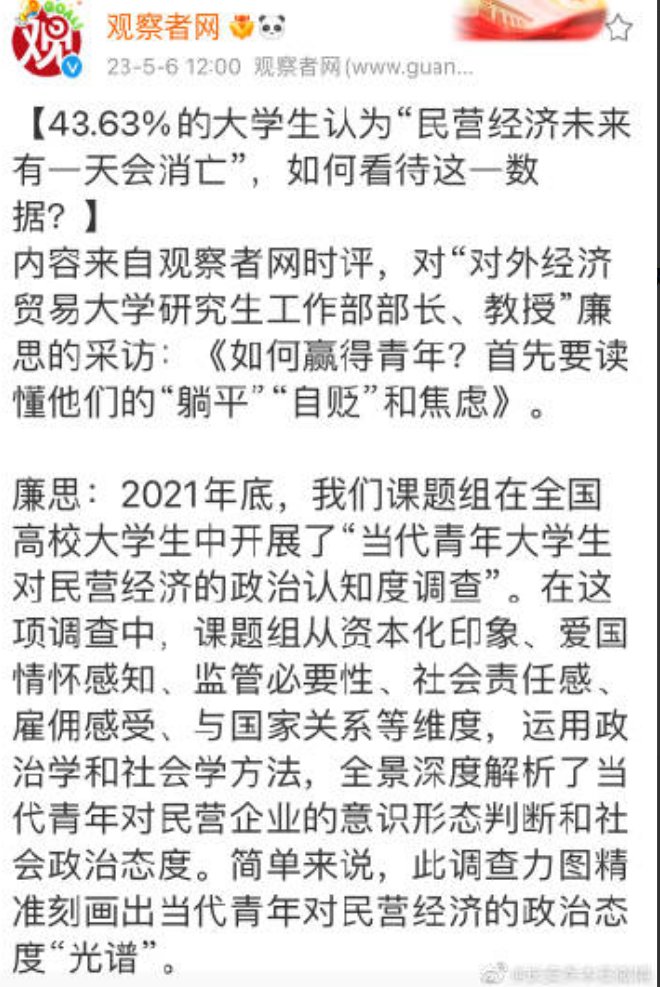 观
观察者网
23-5-6 12:00 观察者网(www.guan...
【43.63%的大学生认为“民营经济未来
有一天会消亡”，如何看待这一数
据？】
内容来自观察者网时评，对“对外经济
贸易大学研究生工作部部长、教授”廉
思的采访：《如何赢得青年？首先要读
懂他们的“躺平”“自贬”和焦虑》。
廉思：2021年底，我们课题组在全国
高校大学生中开展了“当代青年大学生
对民营经济的政治认知度调查”。在这
项调查中，课题组从资本化印象、爱国
情怀感知、监管必要性、社会责任感、
雇佣感受、与国家关系等维度，运用政
治学和社会学方法，全景深度解析了当
代青年对民营企业的意识形态判断和社
会政治态度。简单来说，此调查力图精
准刻画出当代青年对民营经济的政治态
度“光谱”。